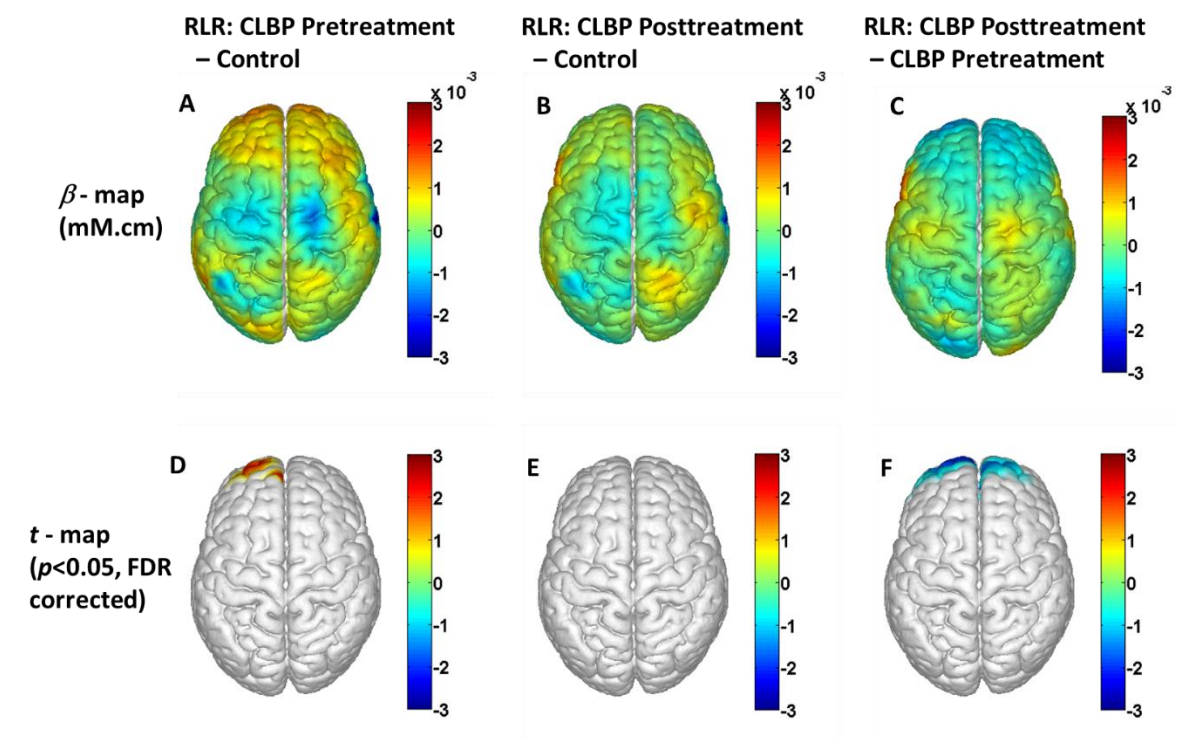 RLR: CLBP Pretreatment
– Control
RLR: CLBP Posttreatment
– Control
RLR: CLBP Posttreatment
– CLBP Pretreatment
β - map
(mM.cm)
A
x 10⁻³
3
2
1
0
-1
-2
-3
B
x 10⁻³
3
2
1
0
-1
-2
-3
C
x 10⁻³
3
2
1
0
-1
-2
-3
t - map
(p<0.05, FDR
corrected)
D
3
2
1
0
-1
-2
-3
E
3
2
1
0
-1
-2
-3
F
3
2
1
0
-1
-2
-3